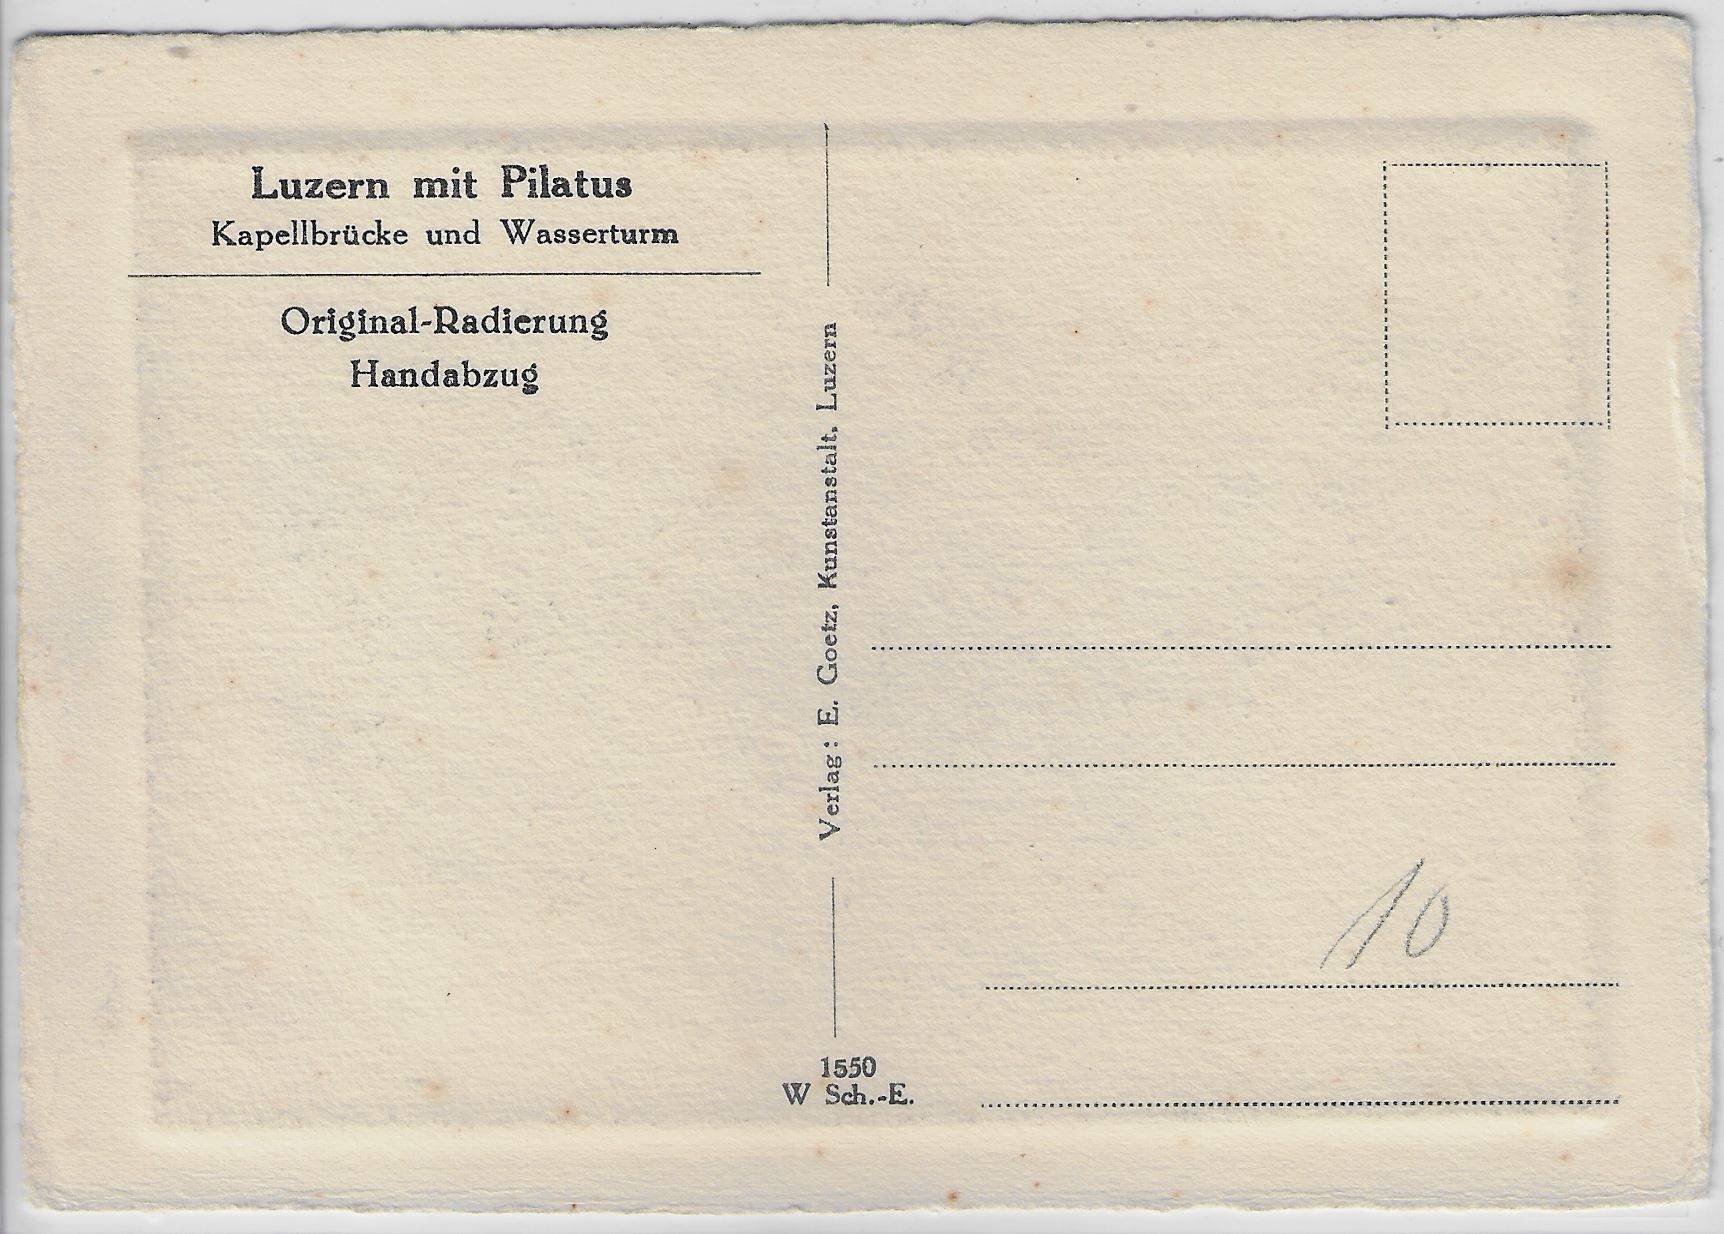 Luzern mit Pilatus
Kapellbrücke und Wasserturm
Original-Radierung
Handabzug
Verlag: E. Goetz, Kunstanstalt, Luzern
10
1550
W Sch.-E.